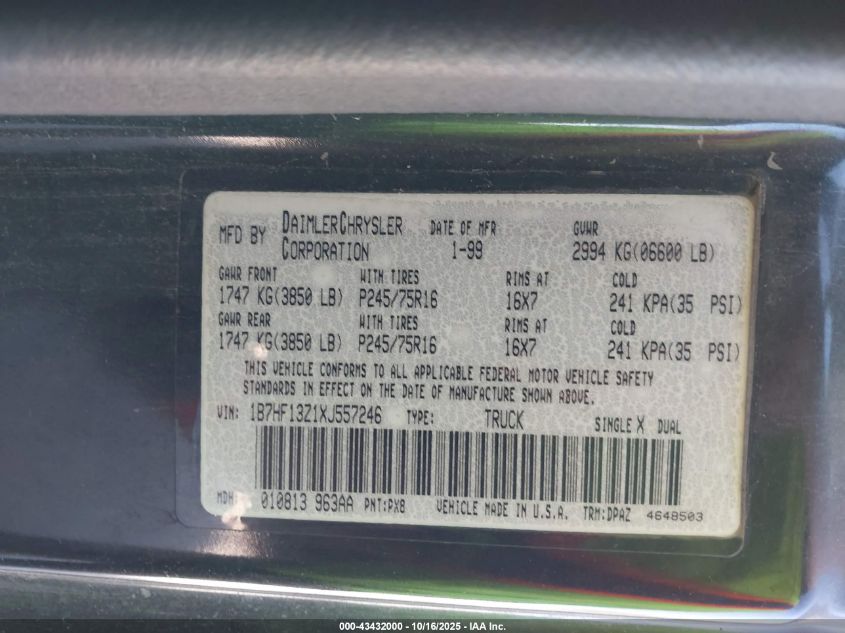 MFD BY DAIMLERCHRYSLER CORPORATION DATE OF MFR 1-99 GVWR 2994 KG(06600 LB)
GAWR FRONT WITH TIRES RIMS AT COLD
1747 KG(3850 LB) P245/75R16 16X7 241 KPA(35 PSI)
GAWR REAR WITH TIRES RIMS AT COLD
1747 KG(3850 LB) P245/75R16 16X7 241 KPA(35 PSI)
THIS VEHICLE CONFORMS TO ALL APPLICABLE FEDERAL MOTOR VEHICLE SAFETY
STANDARDS IN EFFECT ON THE DATE OF MANUFACTURE SHOWN ABOVE.
VIN: 1B7HF13Z1XJ557246 TYPE: TRUCK SINGLE X DUAL
MDH: 010813 963AA PNT:PX8 VEHICLE MADE IN U.S.A. TRM:DPAZ 4648503
000-43432000 - 10/16/2025 - IAA Inc.